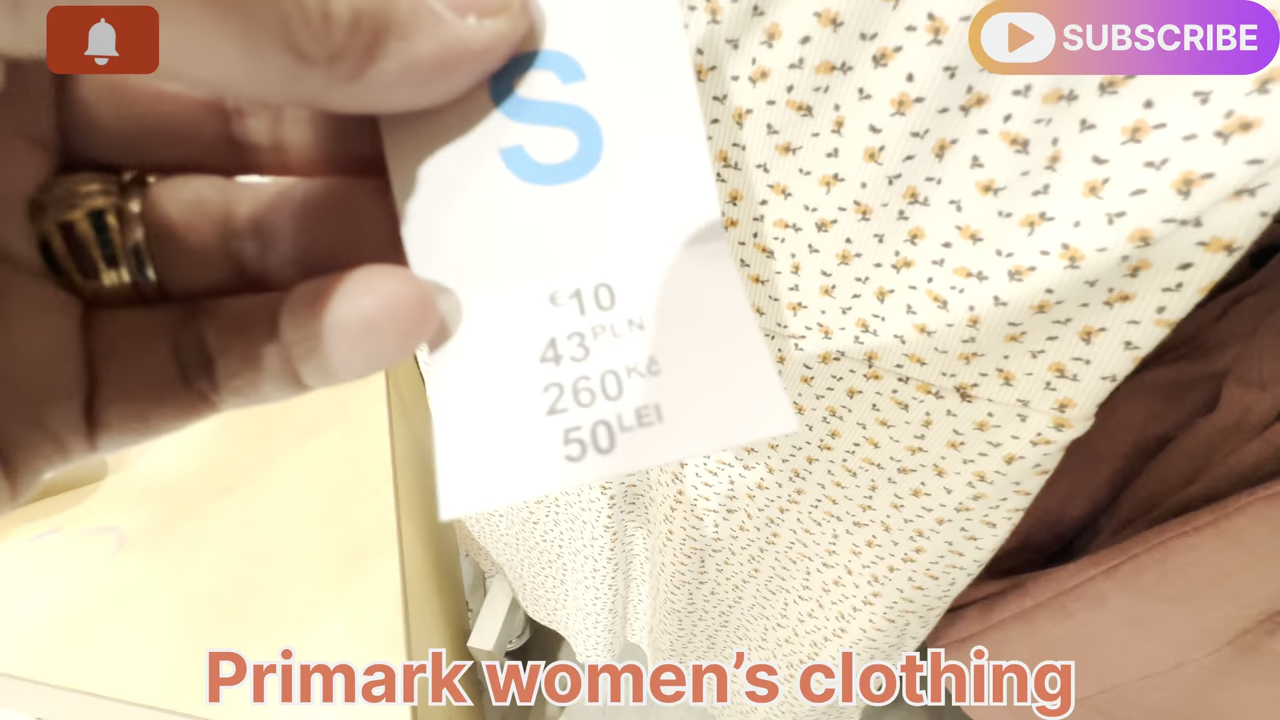 SUBSCRIBE
S
€10
43PLN
260Kč
50LEI
Primark women's clothing